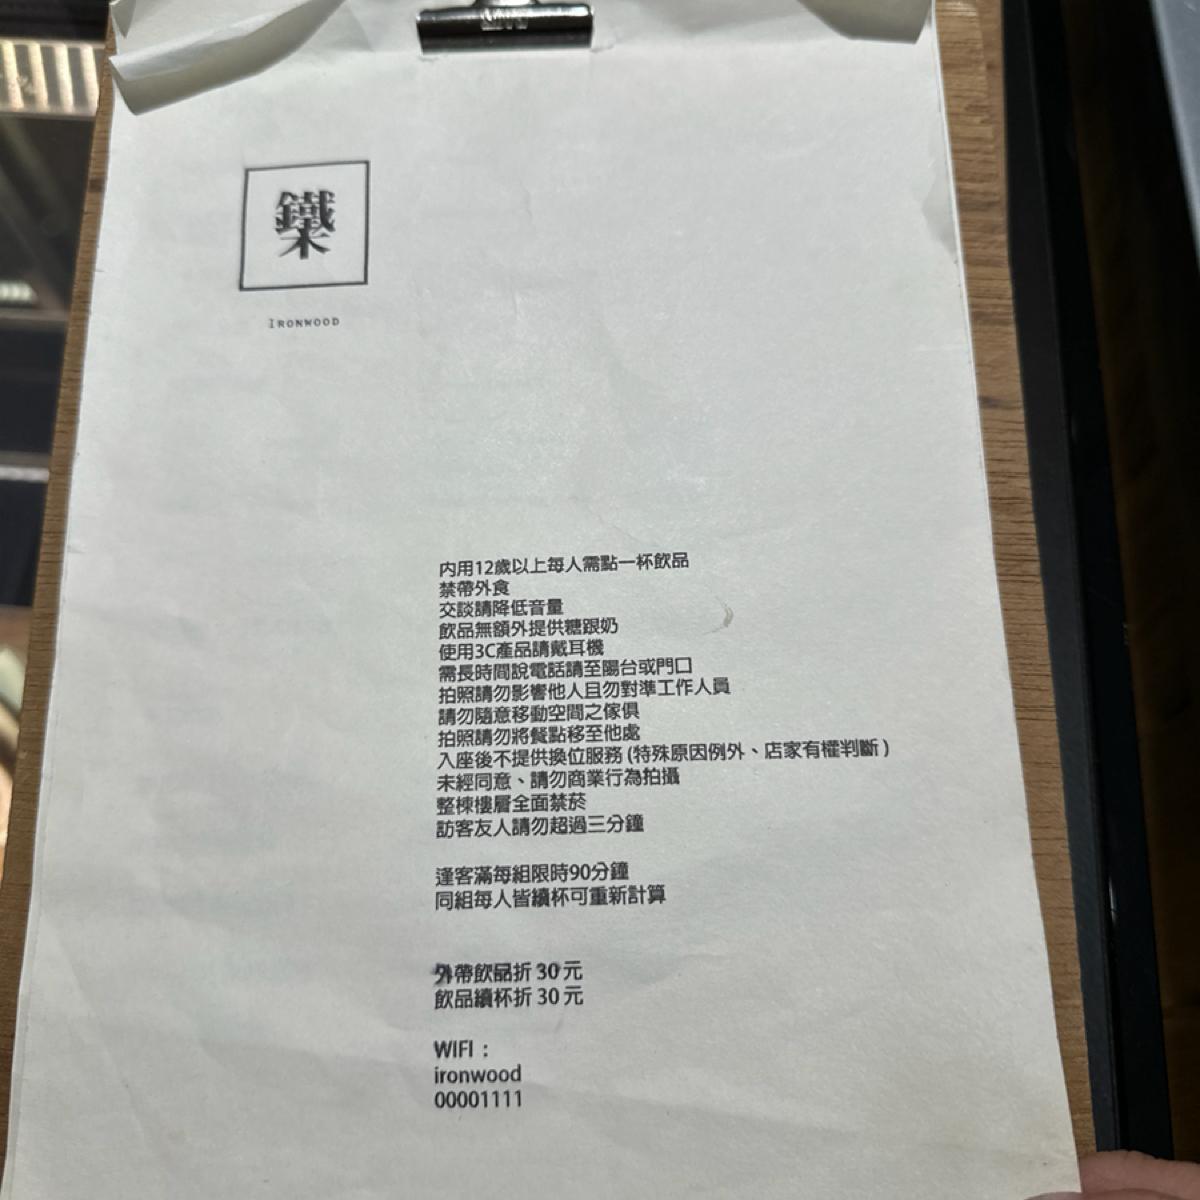 鐵木
IRONWOOD
內用12歲以上每人需點一杯飲品
禁帶外食
交談請降低音量
飲品無額外提供糖跟奶
使用3C產品請戴耳機
需長時間說電話請至陽台或門口
拍照請勿影響他人且勿對準工作人員
請勿隨意移動空間之傢俱
拍照請勿將餐點移至他處
入座後不提供換位服務 (特殊原因例外、店家有權判斷 )
未經同意、請勿商業行為拍攝
整棟樓層全面禁菸
訪客友人請勿超過三分鐘
逢客滿每組限時90分鐘
同組每人皆續杯可重新計算
外帶飲品折 30 元
飲品續杯折 30 元
WIFI：
ironwood
00001111